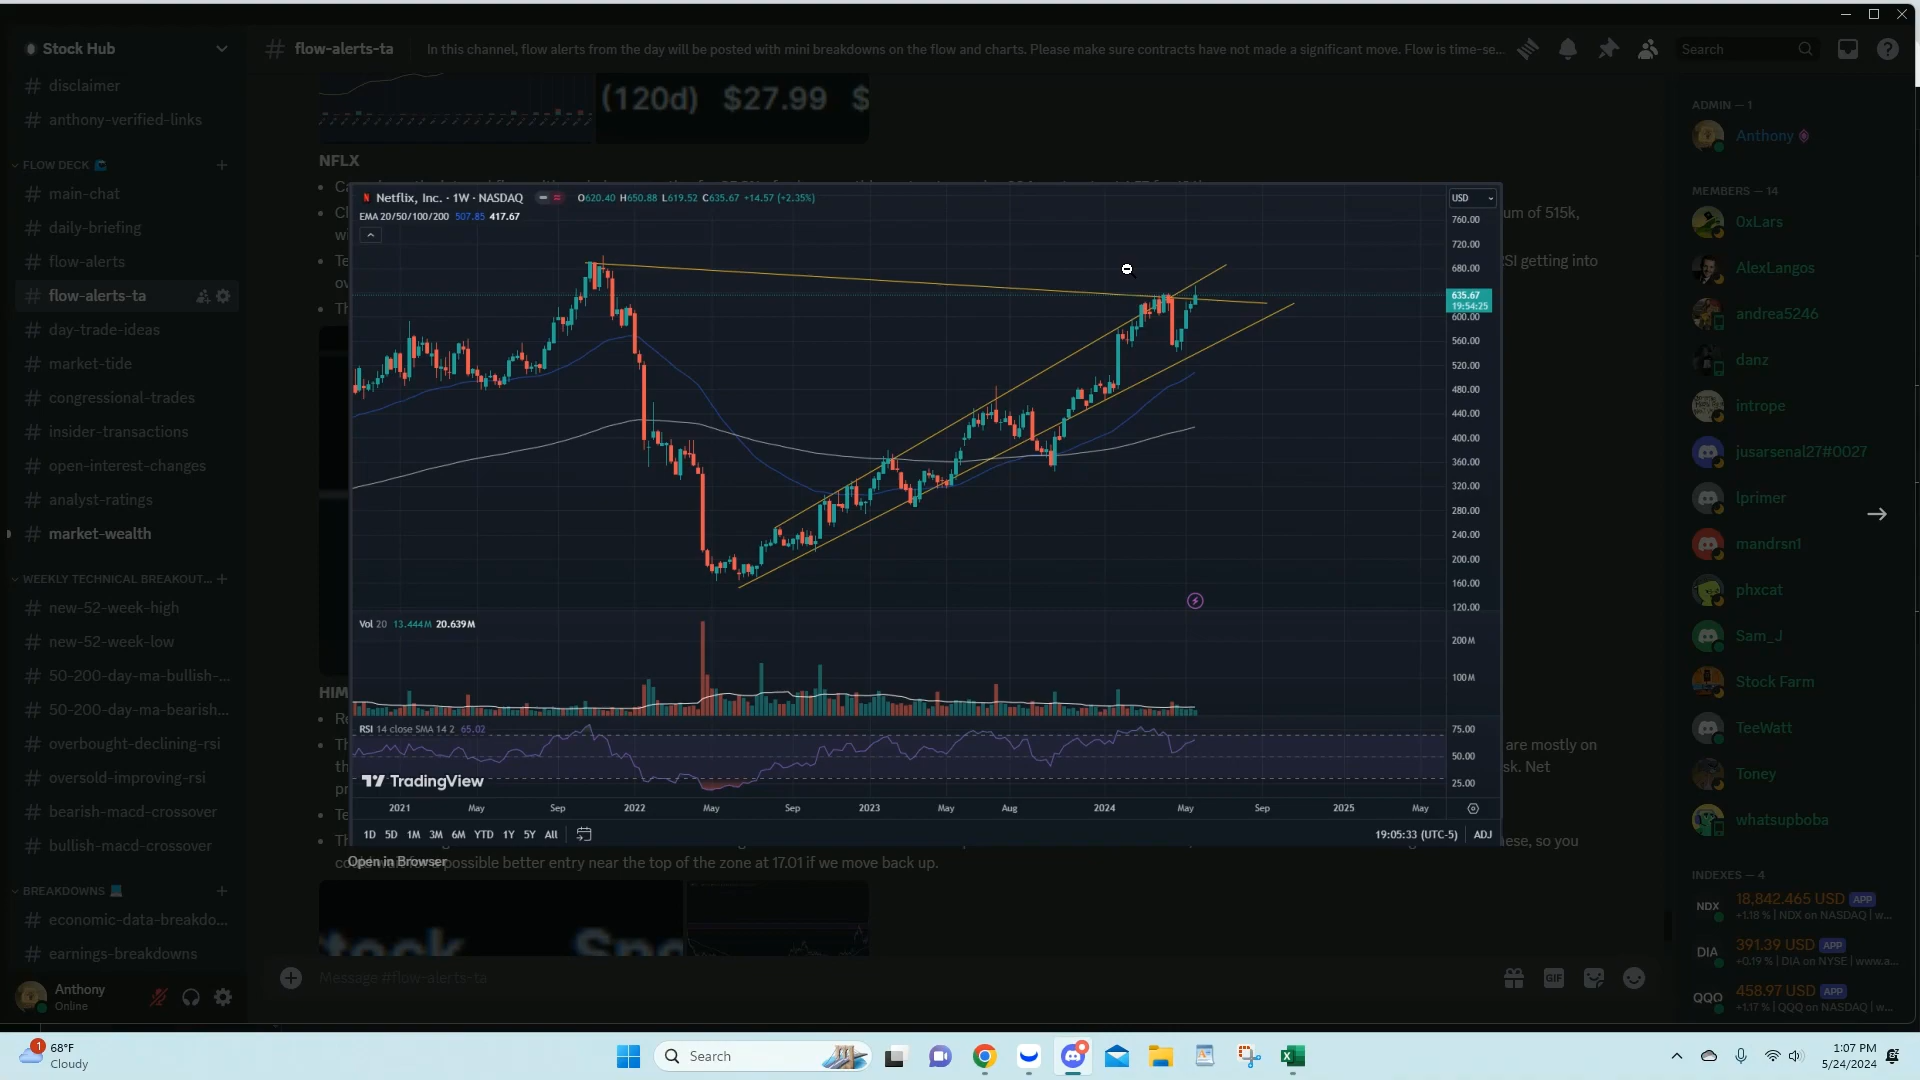 Stock Hub
# flow-alerts-ta
In this channel, flow alerts from the day will be posted with mini breakdowns on the flow and charts. Please make sure contracts have not made a significant move. Flow is time-se...
Search
disclaimer
anthony-verified-links
FLOW DECK
main-chat
daily-briefing
flow-alerts
flow-alerts-ta
day-trade-ideas
market-tide
congressional-trades
insider-transactions
open-interest-changes
analyst-ratings
market-wealth
WEEKLY TECHNICAL BREAKOUT...
new-52-week-high
new-52-week-low
50-200-day-ma-bullish-...
50-200-day-ma-bearish...
overbought-declining-rsi
oversold-improving-rsi
bearish-macd-crossover
bullish-macd-crossover
BREAKDOWNS
economic-data-breakdo...
earnings-breakdowns
Anthony
Online
(120d) $27.99 $
NFLX
um of 515k,
SI getting into
Netflix, Inc. · 1W · NASDAQ
O620.40 H650.88 L619.52 C635.67 +14.57 (+2.35%)
EMA 20/50/100/200 507.85 417.67
USD
760.00
720.00
680.00
635.67
19:54:25
600.00
560.00
520.00
480.00
440.00
400.00
360.00
320.00
280.00
240.00
200.00
160.00
120.00
Vol 20 13.444M 20.639M
200M
100M
RSI 14 close SMA 14 2 65.02
75.00
50.00
25.00
TradingView
2021 May Sep 2022 May Sep 2023 May Aug 2024 May Sep 2025 May
1D 5D 1M 3M 6M YTD 1Y 5Y All
19:05:33 (UTC-5) ADJ
HIM
are mostly on
sk. Net
ese, so you
Open in Browser
possible better entry near the top of the zone at 17.01 if we move back up.
Message #flow-alerts-ta
GIF
ADMIN — 1
Anthony
MEMBERS — 14
0xLars
AlexLangos
andrea5246
danz
intrope
jusarsenal27#0027
lprimer
mandrsn1
phxcat
Sam_J
Stock Farm
TeeWatt
Toney
whatsupboba
INDEXES — 4
NDX
18,842.465 USD APP
+1.18 % | NDX on NASDAQ | w...
DIA
391.39 USD APP
+0.19 % | DIA on NYSE | www.a...
QQQ
458.97 USD APP
+1.17 % | QQQ on NASDAQ | w...
1
68°F
Cloudy
Search
1:07 PM
5/24/2024